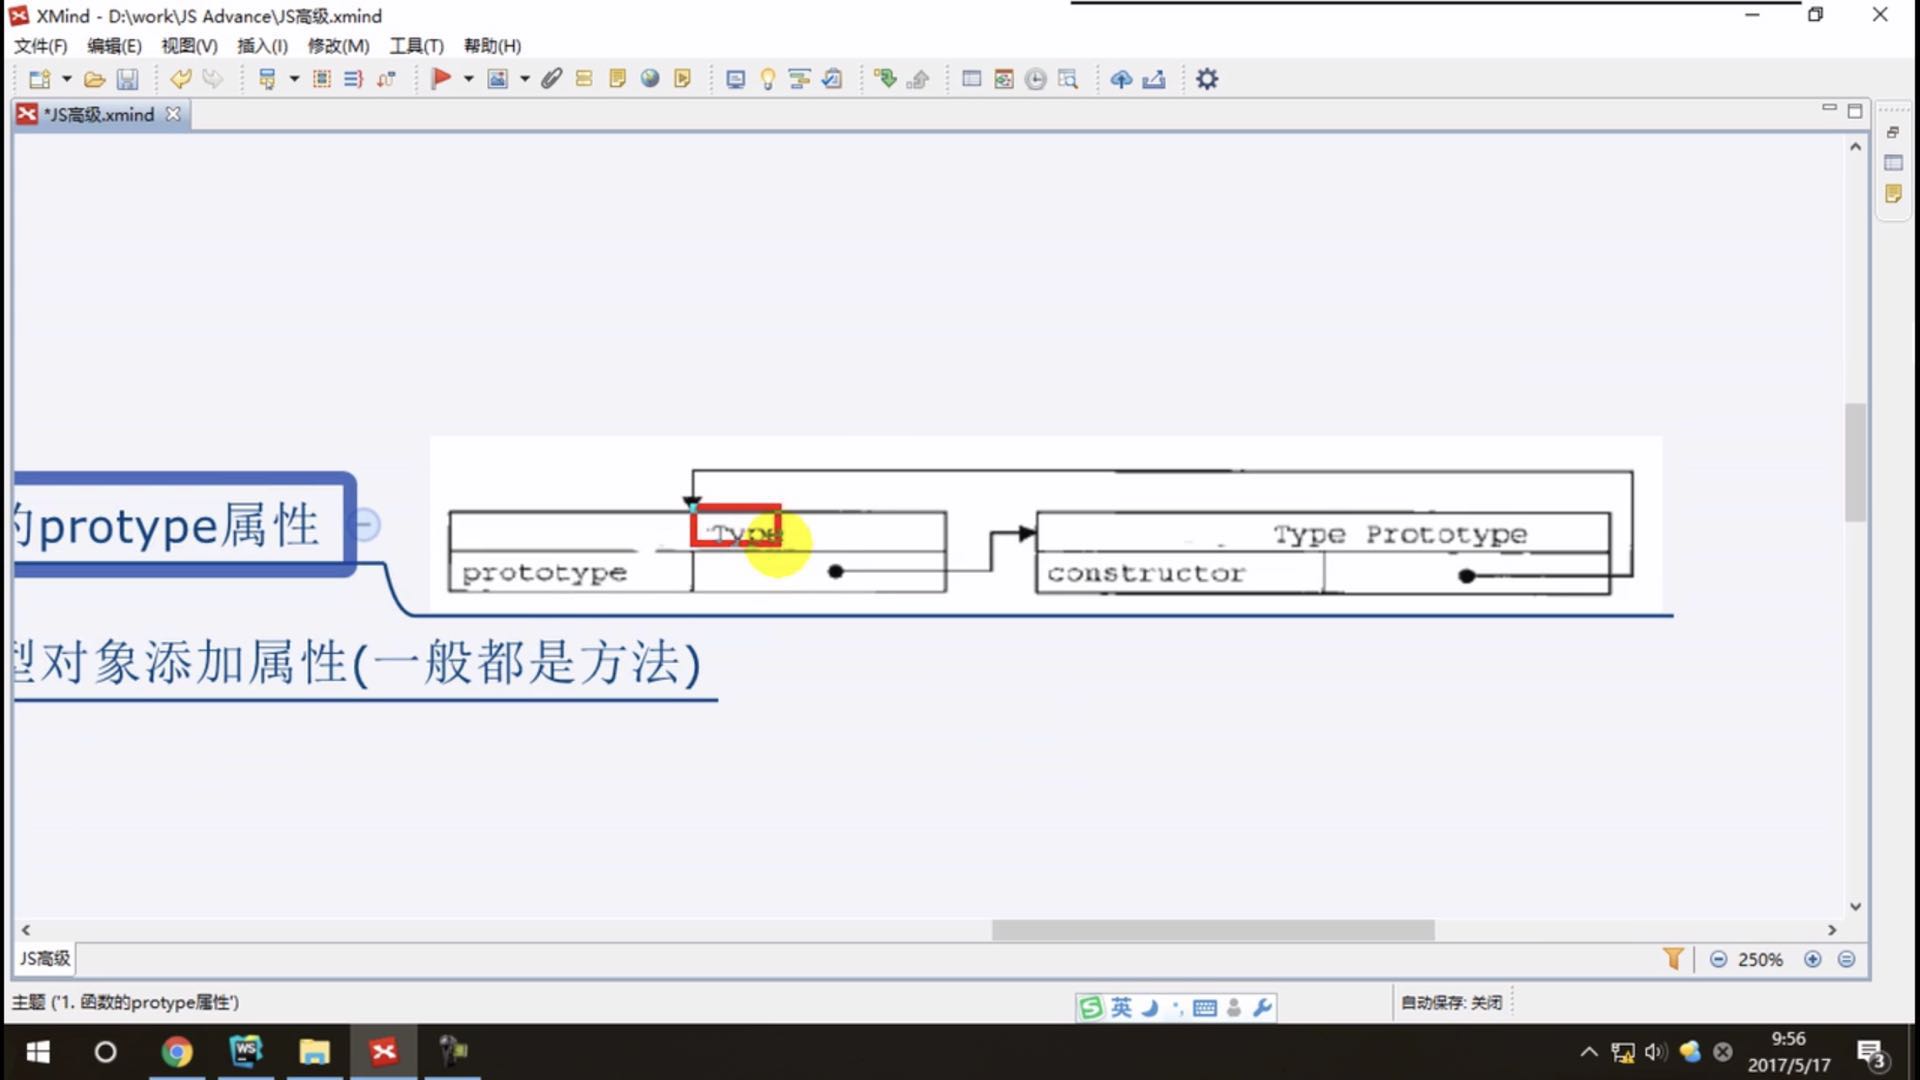 XMind - D:\work\JS Advance\JS高级.xmind
文件(F) 编辑(E) 视图(V) 插入(I) 修改(M) 工具(T) 帮助(H)
*JS高级.xmind
的protype属性
Type
prototype
Type Prototype
constructor
型对象添加属性(一般都是方法)
JS高级
250%
主题 ('1. 函数的protype属性')
英
自动保存: 关闭
WS
9:56
2017/5/17
3